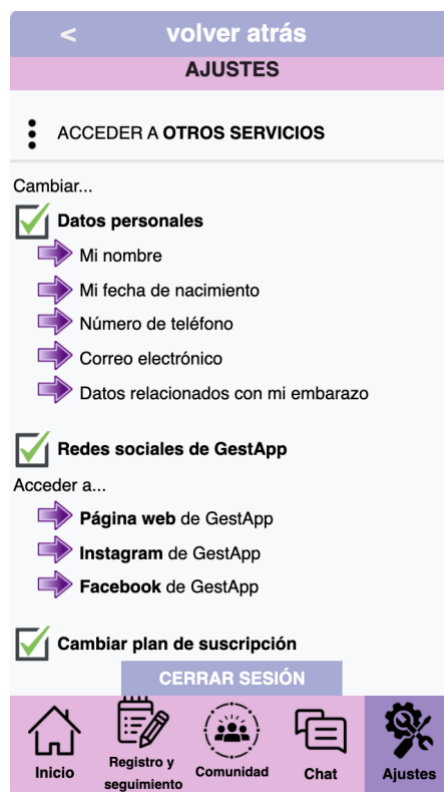 < volver atrás
AJUSTES
ACCEDER A OTROS SERVICIOS
Cambiar...
Datos personales
Mi nombre
Mi fecha de nacimiento
Número de teléfono
Correo electrónico
Datos relacionados con mi embarazo
Redes sociales de GestApp
Acceder a...
Página web de GestApp
Instagram de GestApp
Facebook de GestApp
Cambiar plan de suscripción
CERRAR SESIÓN
Inicio
Registro y
seguimiento
Comunidad
Chat
Ajustes